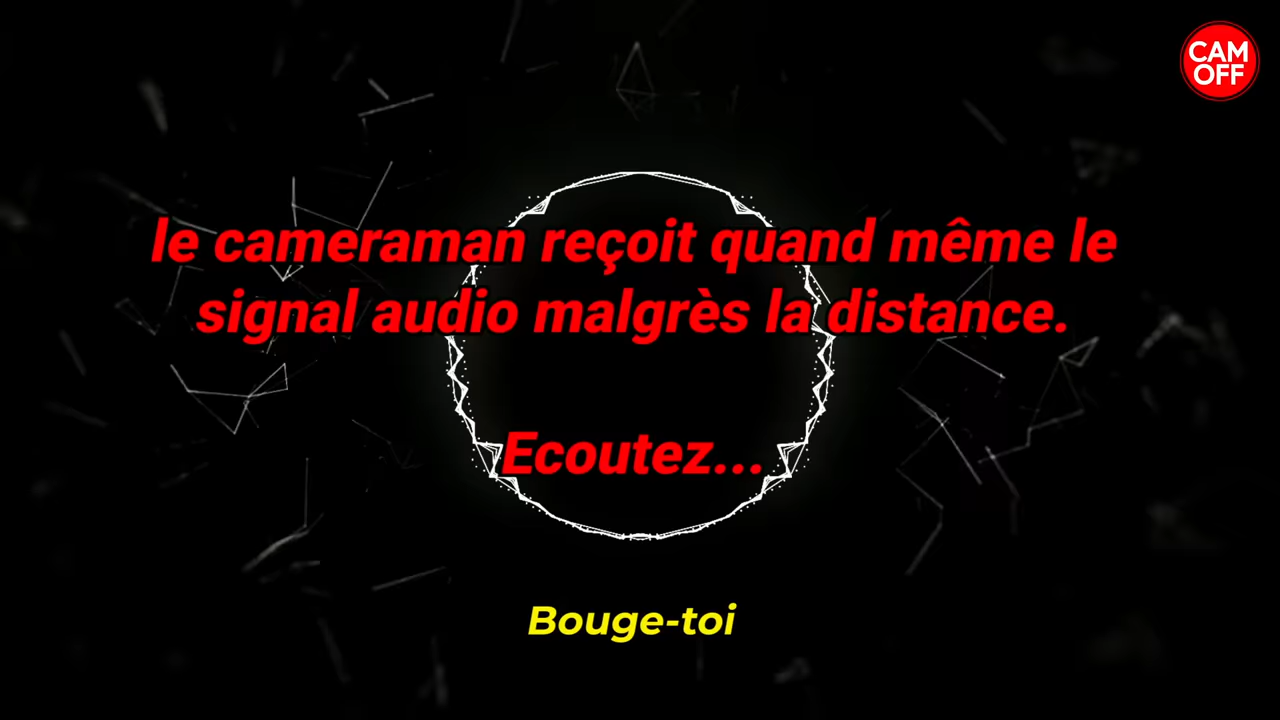 CAM
OFF
le cameraman reçoit quand même le
signal audio malgrès la distance.
Ecoutez...
Bouge-toi